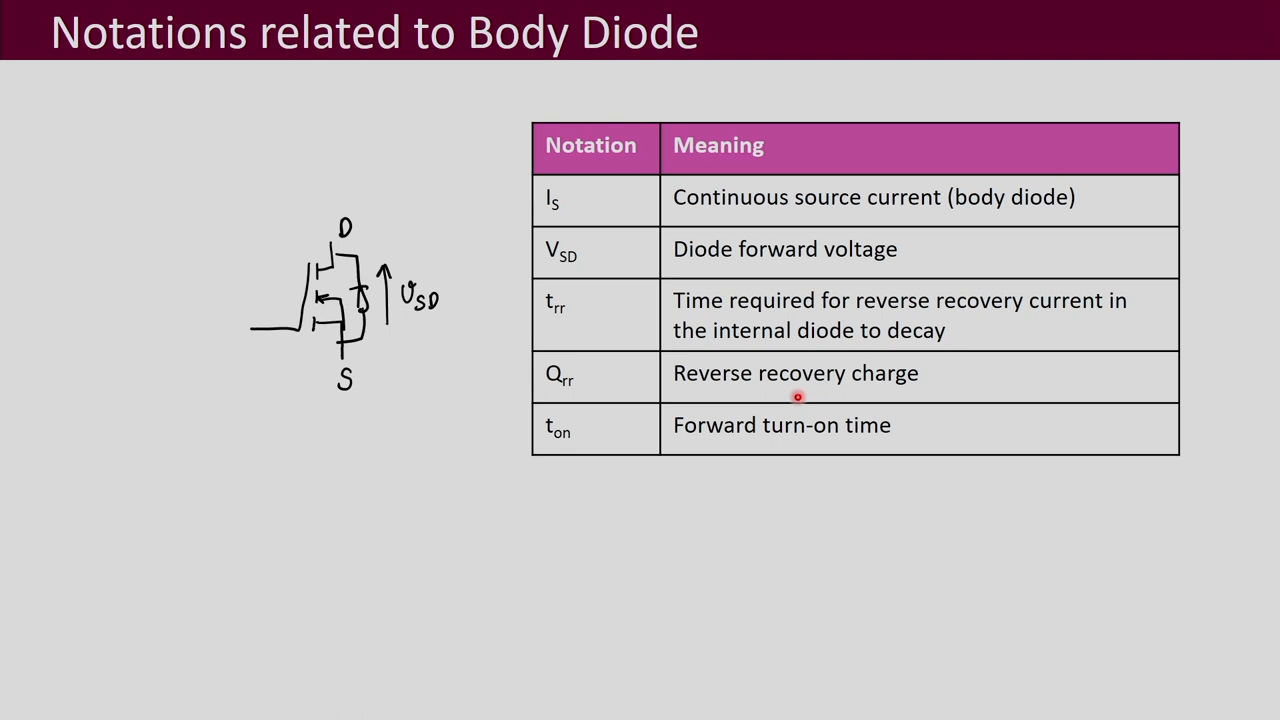 Notations related to Body Diode
D
υSD
S
Notation Meaning
IS Continuous source current (body diode)
VSD Diode forward voltage
trr Time required for reverse recovery current in
the internal diode to decay
Qrr Reverse recovery charge
ton Forward turn-on time